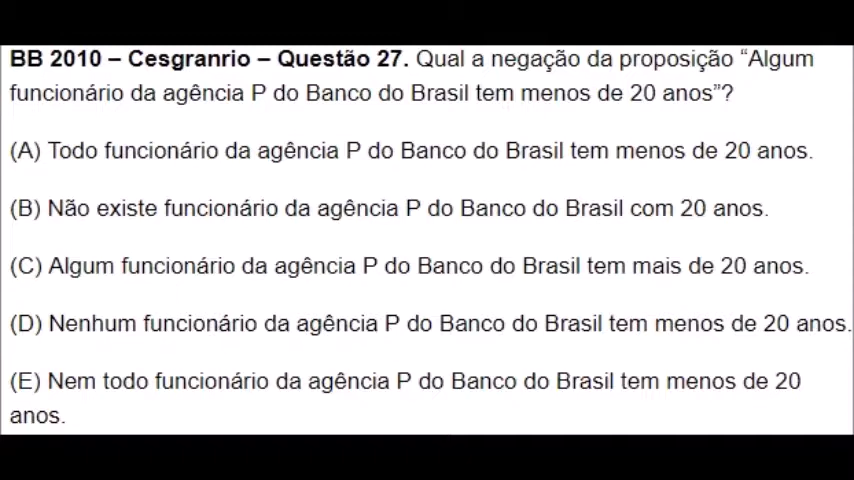 BB 2010 – Cesgranrio – Questão 27. Qual a negação da proposição “Algum
funcionário da agência P do Banco do Brasil tem menos de 20 anos”?
(A) Todo funcionário da agência P do Banco do Brasil tem menos de 20 anos.
(B) Não existe funcionário da agência P do Banco do Brasil com 20 anos.
(C) Algum funcionário da agência P do Banco do Brasil tem mais de 20 anos.
(D) Nenhum funcionário da agência P do Banco do Brasil tem menos de 20 anos.
(E) Nem todo funcionário da agência P do Banco do Brasil tem menos de 20
anos.